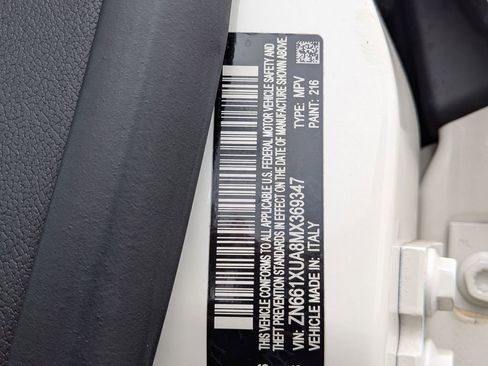 THIS VEHICLE CONFORMS TO ALL APPLICABLE U.S. FEDERAL MOTOR VEHICLE SAFETY AND
THEFT PREVENTION STANDARDS IN EFFECT ON THE DATE OF MANUFACTURE SHOWN ABOVE.
VIN: ZN661XUA8MX369347 TYPE: MPV
VEHICLE MADE IN: ITALY PAINT: 216